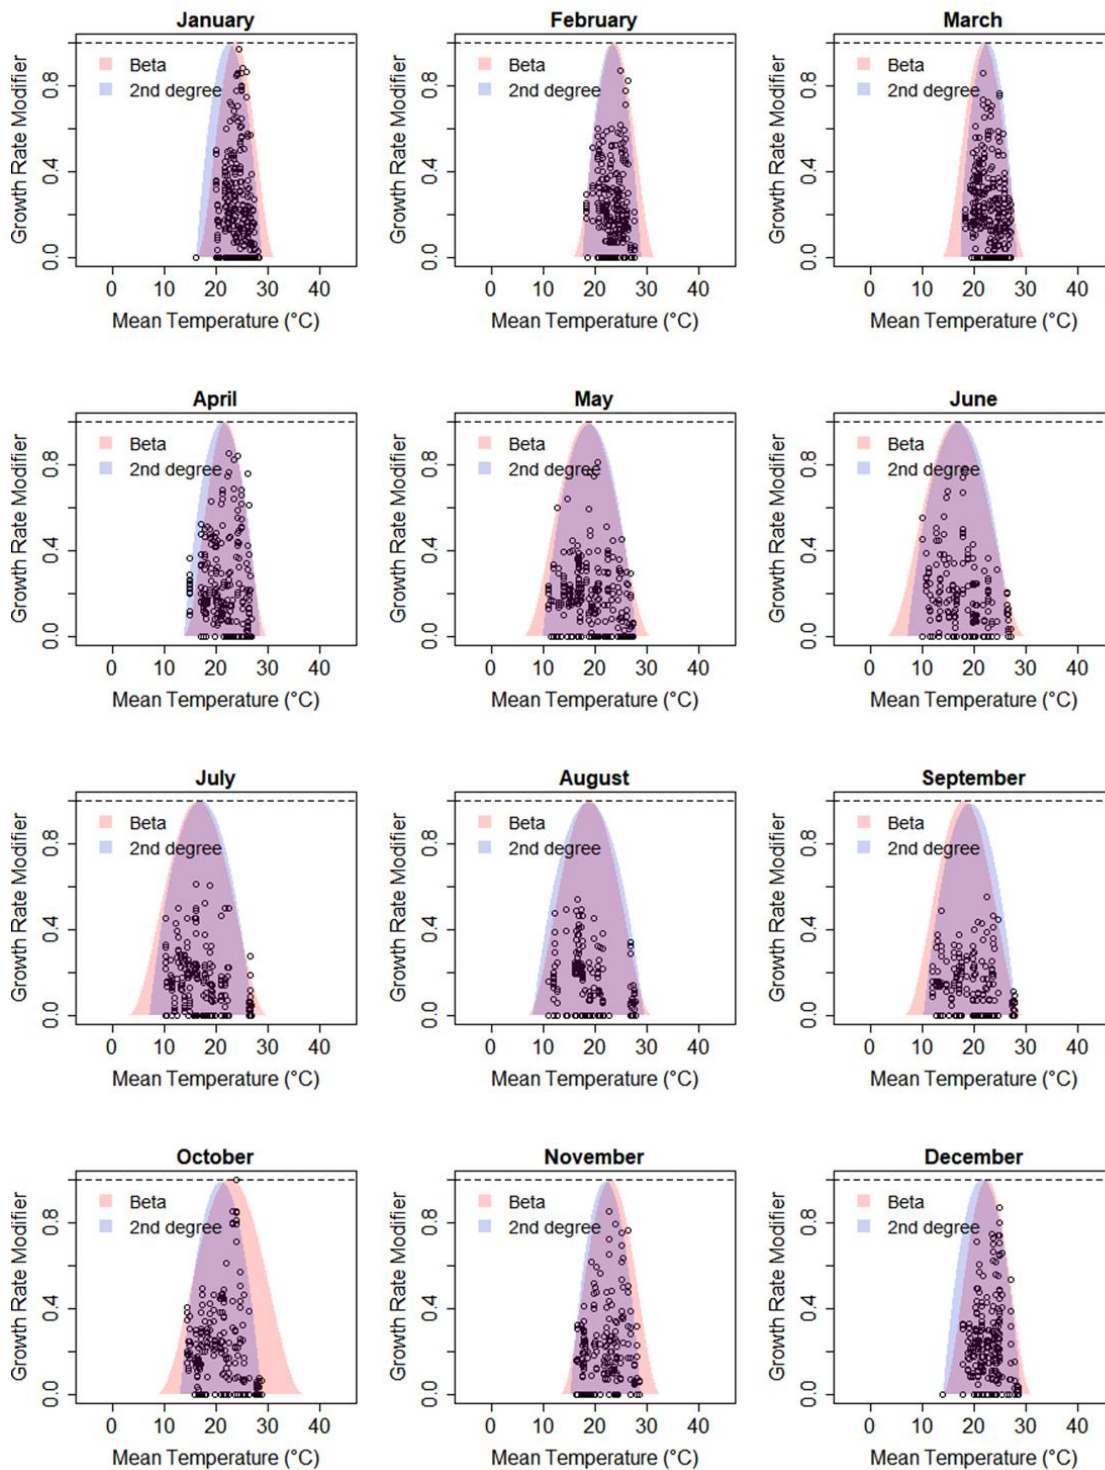 January
February
March
Growth Rate Modifier
0.0 0.4 0.8
Beta
2nd degree
0 10 20 30 40
Mean Temperature (°C)
Growth Rate Modifier
0.0 0.4 0.8
Beta
2nd degree
0 10 20 30 40
Mean Temperature (°C)
Growth Rate Modifier
0.0 0.4 0.8
Beta
2nd degree
0 10 20 30 40
Mean Temperature (°C)
April
May
June
Growth Rate Modifier
0.0 0.4 0.8
Beta
2nd degree
0 10 20 30 40
Mean Temperature (°C)
Growth Rate Modifier
0.0 0.4 0.8
Beta
2nd degree
0 10 20 30 40
Mean Temperature (°C)
Growth Rate Modifier
0.0 0.4 0.8
Beta
2nd degree
0 10 20 30 40
Mean Temperature (°C)
July
August
September
Growth Rate Modifier
0.0 0.4 0.8
Beta
2nd degree
0 10 20 30 40
Mean Temperature (°C)
Growth Rate Modifier
0.0 0.4 0.8
Beta
2nd degree
0 10 20 30 40
Mean Temperature (°C)
Growth Rate Modifier
0.0 0.4 0.8
Beta
2nd degree
0 10 20 30 40
Mean Temperature (°C)
October
November
December
Growth Rate Modifier
0.0 0.4 0.8
Beta
2nd degree
0 10 20 30 40
Mean Temperature (°C)
Growth Rate Modifier
0.0 0.4 0.8
Beta
2nd degree
0 10 20 30 40
Mean Temperature (°C)
Growth Rate Modifier
0.0 0.4 0.8
Beta
2nd degree
0 10 20 30 40
Mean Temperature (°C)